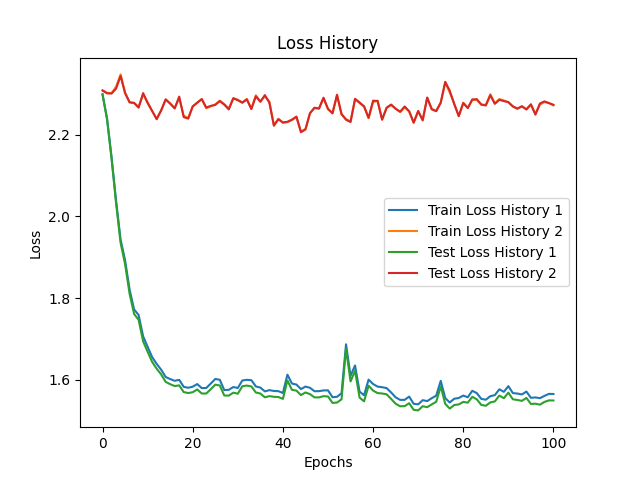 Loss History
2.2
2.0
1.8
1.6
Loss
Train Loss History 1
Train Loss History 2
Test Loss History 1
Test Loss History 2
0 20 40 60 80 100
Epochs